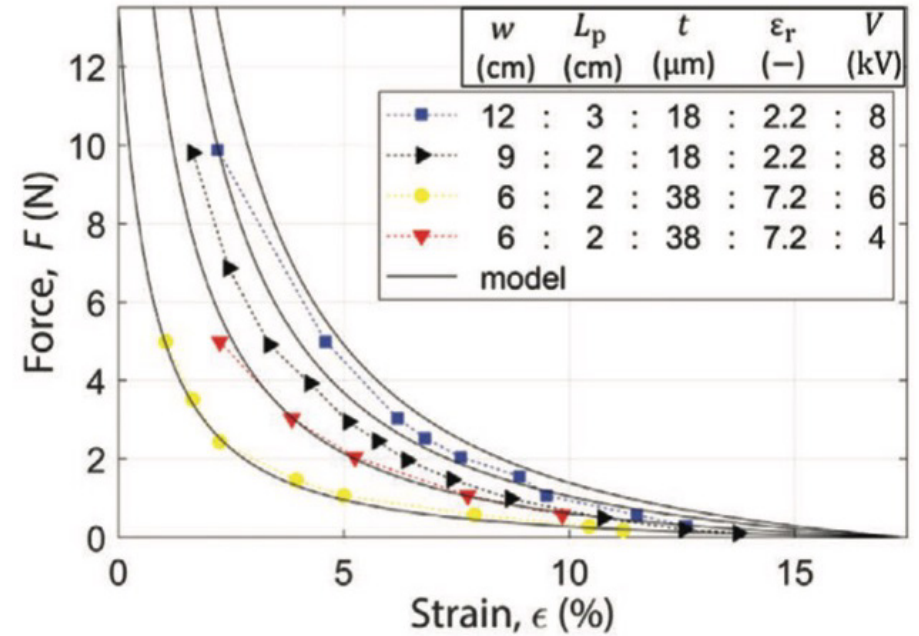 w Lp t εr V
(cm) (cm) (μm) (−) (kV)
12 : 3 : 18 : 2.2 : 8
9 : 2 : 18 : 2.2 : 8
6 : 2 : 38 : 7.2 : 6
6 : 2 : 38 : 7.2 : 4
model
Force, F (N)
12
10
8
6
4
2
0
0 5 10 15
Strain, ϵ (%)